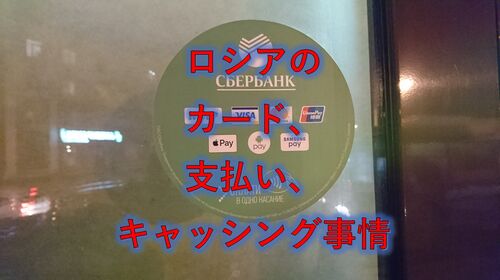 ロシアの
СБЕРБАНК
VISA
UnionPay
カード、
Pay
pay
SAMSUNG
pay
支払い、
В ОДНО КАСАНИЕ
キャッシング事情